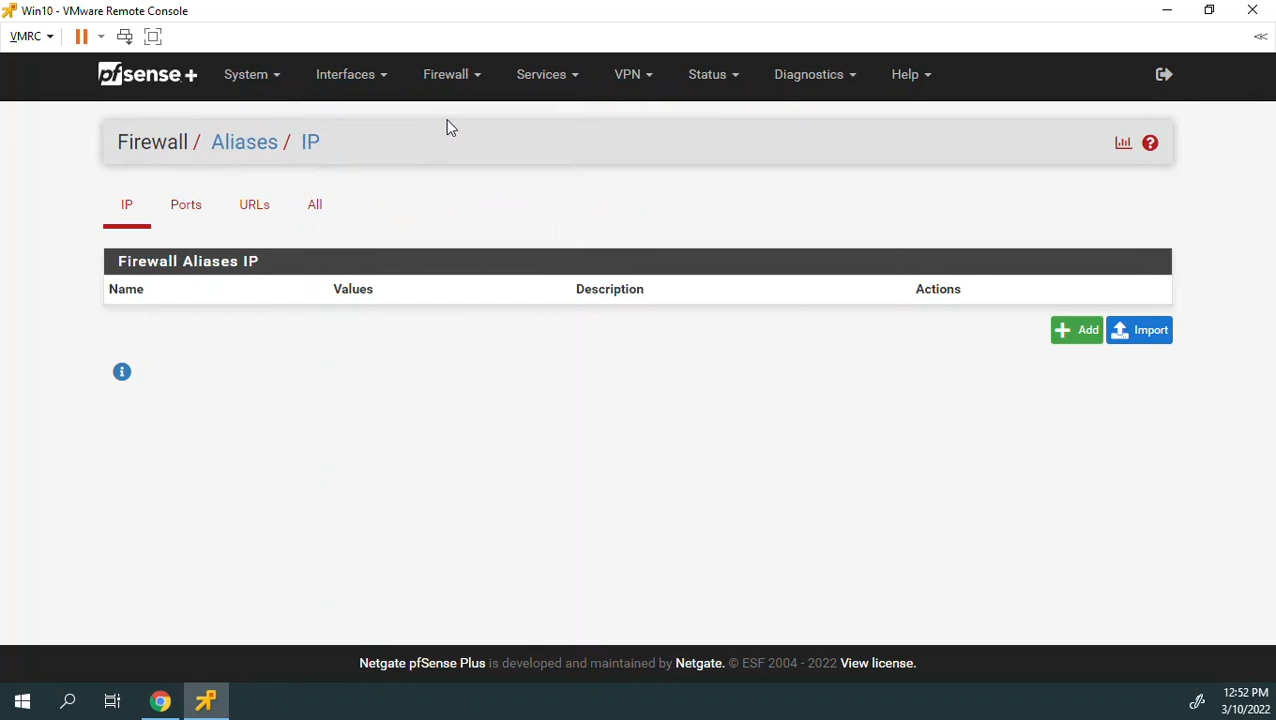 Win10 - VMware Remote Console
VMRC
pfsense +
System
Interfaces
Firewall
Services
VPN
Status
Diagnostics
Help
Firewall / Aliases / IP
IP
Ports
URLs
All
Firewall Aliases IP
Name
Values
Description
Actions
Add
Import
Netgate pfSense Plus is developed and maintained by Netgate. © ESF 2004 - 2022 View license.
12:52 PM
3/10/2022